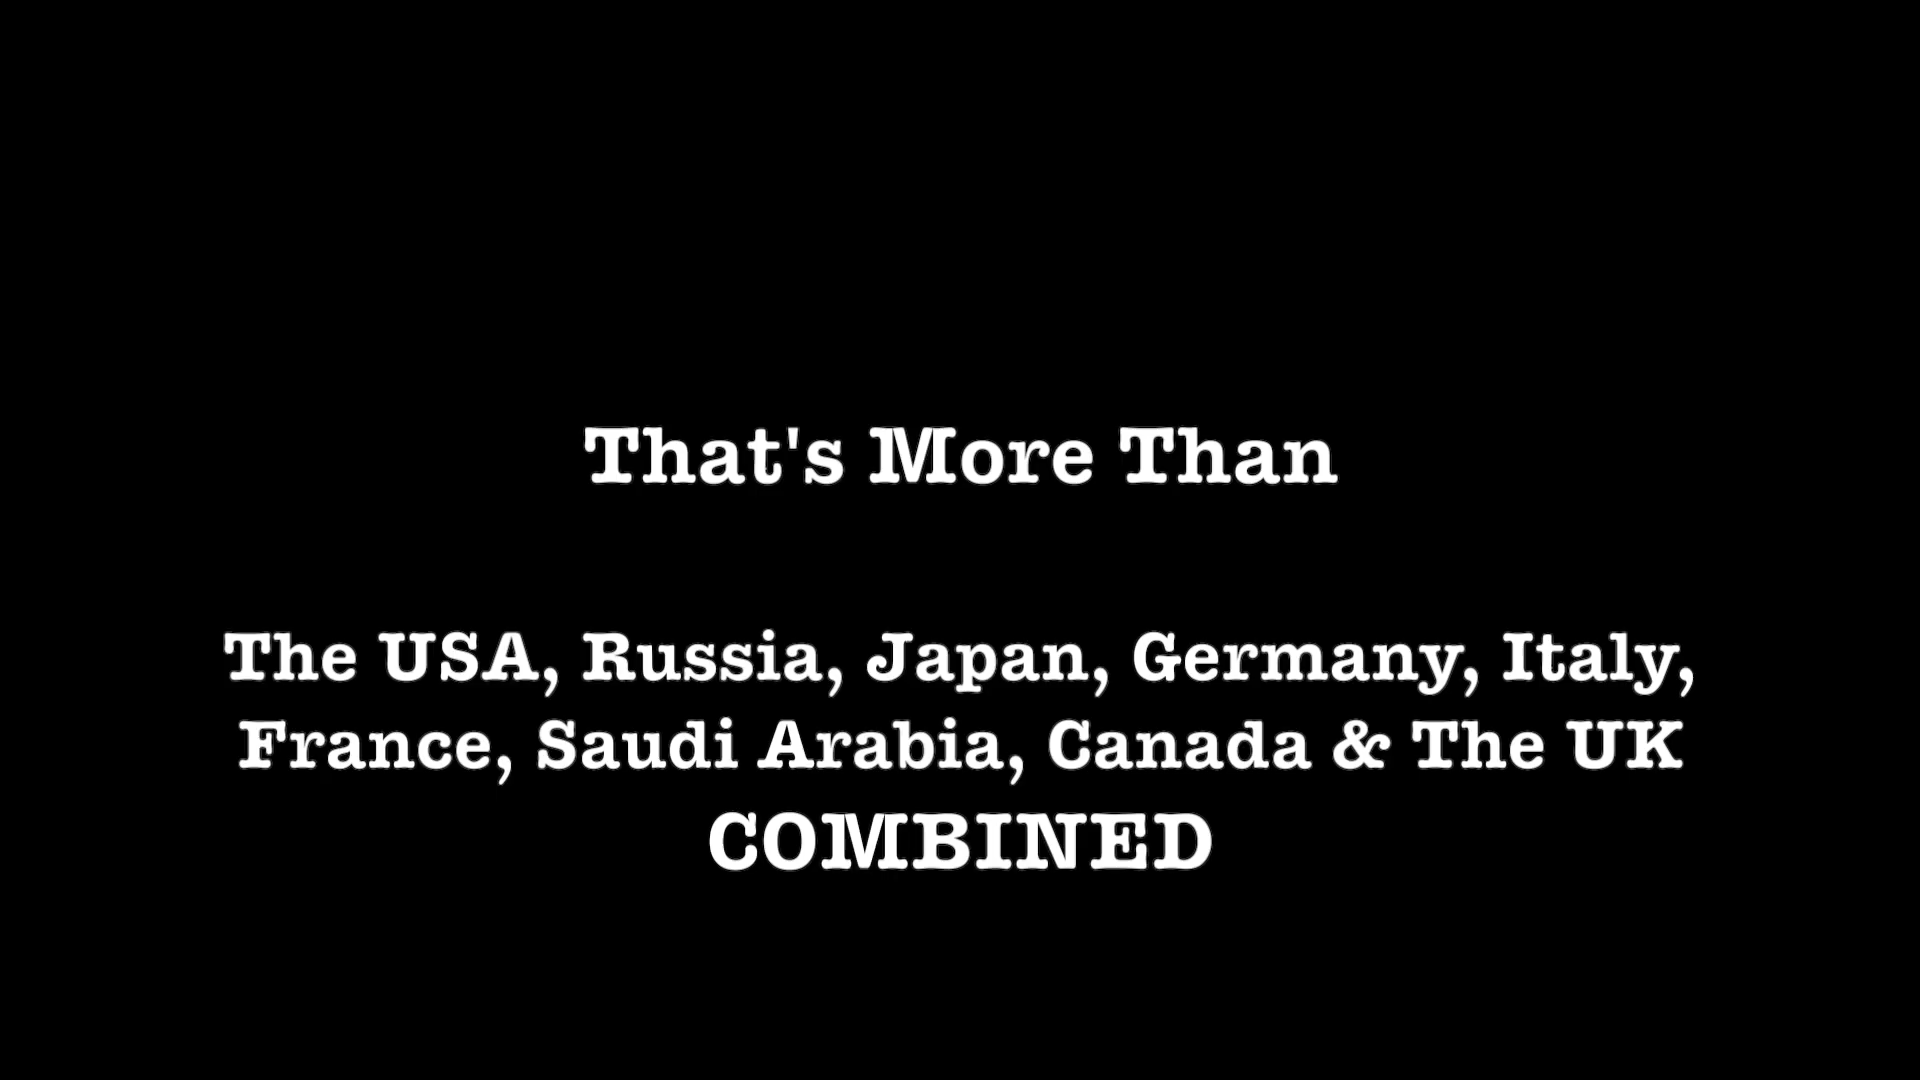 That's More Than
The USA, Russia, Japan, Germany, Italy,
France, Saudi Arabia, Canada & The UK
COMBINED